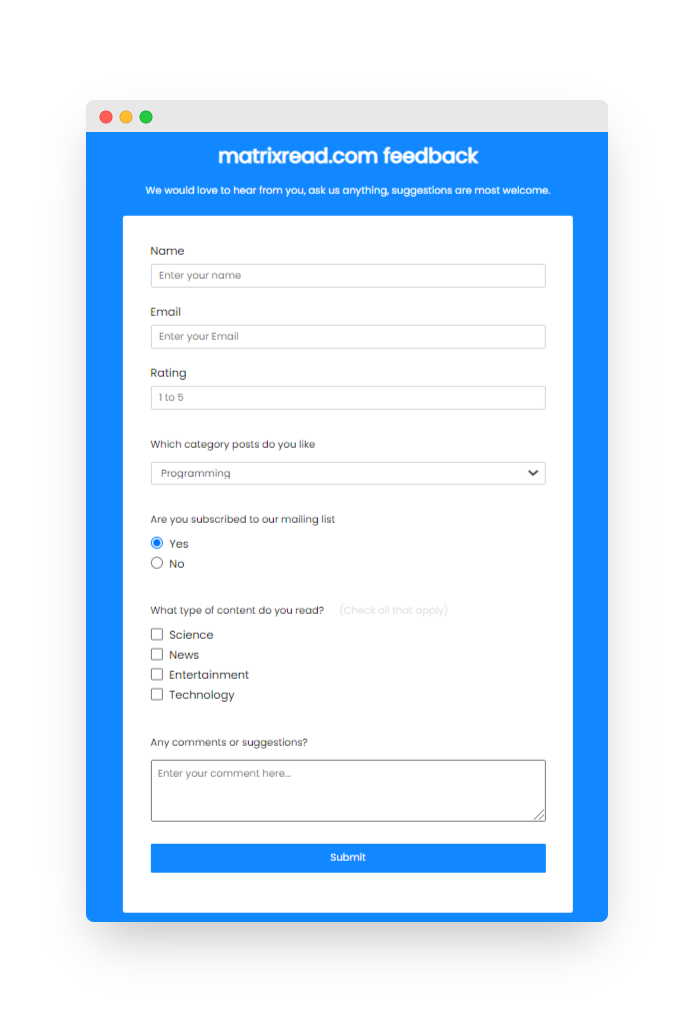 matrixread.com feedback
We would love to hear from you, ask us anything, suggestions are most welcome.
Name
Enter your name
Email
Enter your Email
Rating
1 to 5
Which category posts do you like
Programming
Are you subscribed to our mailing list
Yes
No
What type of content do you read? (Check all that apply)
Science
News
Entertainment
Technology
Any comments or suggestions?
Enter your comment here...
Submit